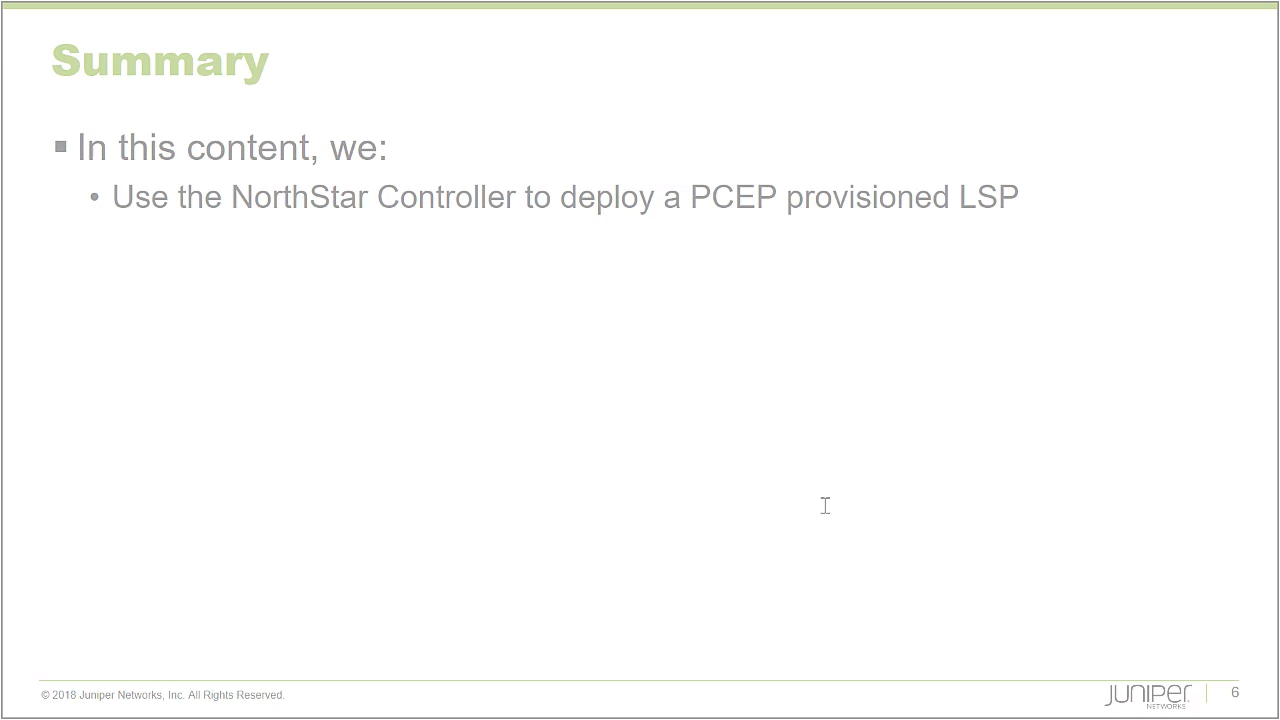 Summary
In this content, we:
Use the NorthStar Controller to deploy a PCEP provisioned LSP
© 2018 Juniper Networks, Inc. All Rights Reserved.
Juniper
NETWORKS
6